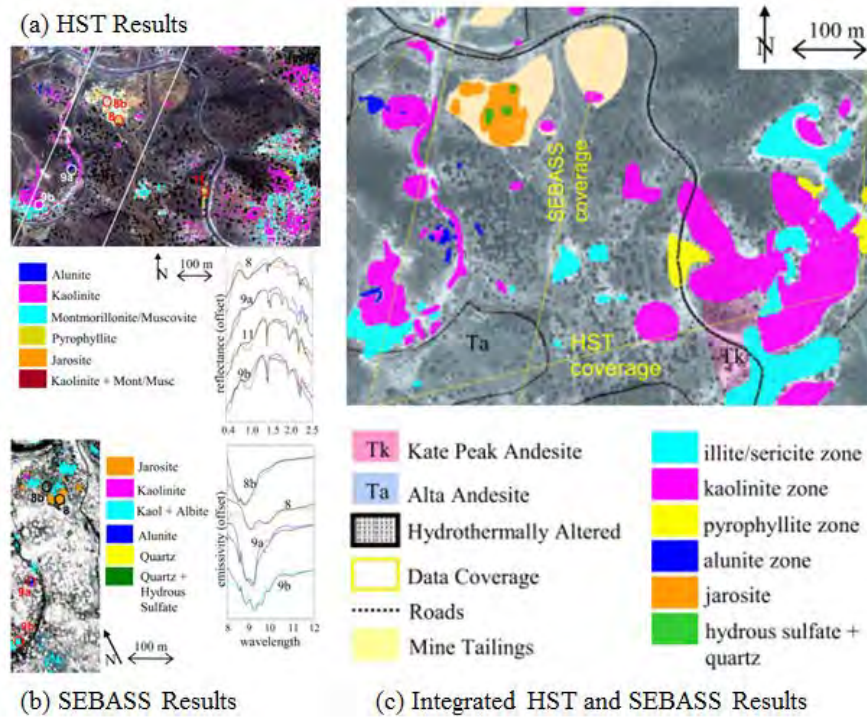 (a) HST Results
8b
8
9a
9b
11
N
100 m
Alunite
Kaolinite
Montmorillonite/Muscovite
Pyrophyllite
Jarosite
Kaolinite + Mont/Musc
reflectance (offset)
8
9a
11
9b
0.4 1.0 1.5 2.0 2.5
Jarosite
Kaolinite
Kaol + Albite
Alunite
Quartz
Quartz +
Hydrous
Sulfate
8b
8
9a
9b
N
100 m
emissivity (offset)
8b
8
9a
9b
8 9 10 11 12
wavelength
(b) SEBASS Results
N
100 m
SEBASS
coverage
HST
coverage
Ta
Tk
Tk Kate Peak Andesite
Ta Alta Andesite
Hydrothermally Altered
Data Coverage
Roads
Mine Tailings
illite/sericite zone
kaolinite zone
pyrophyllite zone
alunite zone
jarosite
hydrous sulfate +
quartz
(c) Integrated HST and SEBASS Results